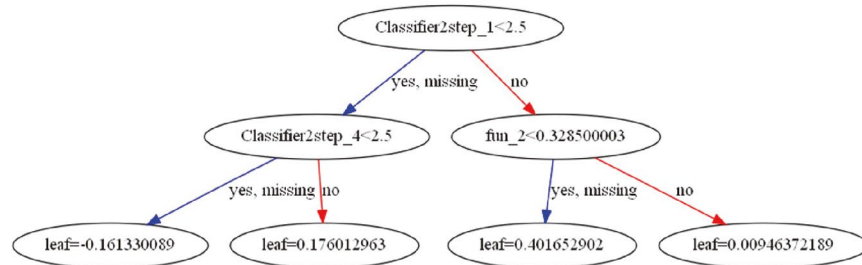 Classifier2step_1<2.5
yes, missing no
Classifier2step_4<2.5 fun_2<0.328500003
yes, missing no yes, missing no
leaf=-0.161330089 leaf=0.176012963 leaf=0.401652902 leaf=0.00946372189